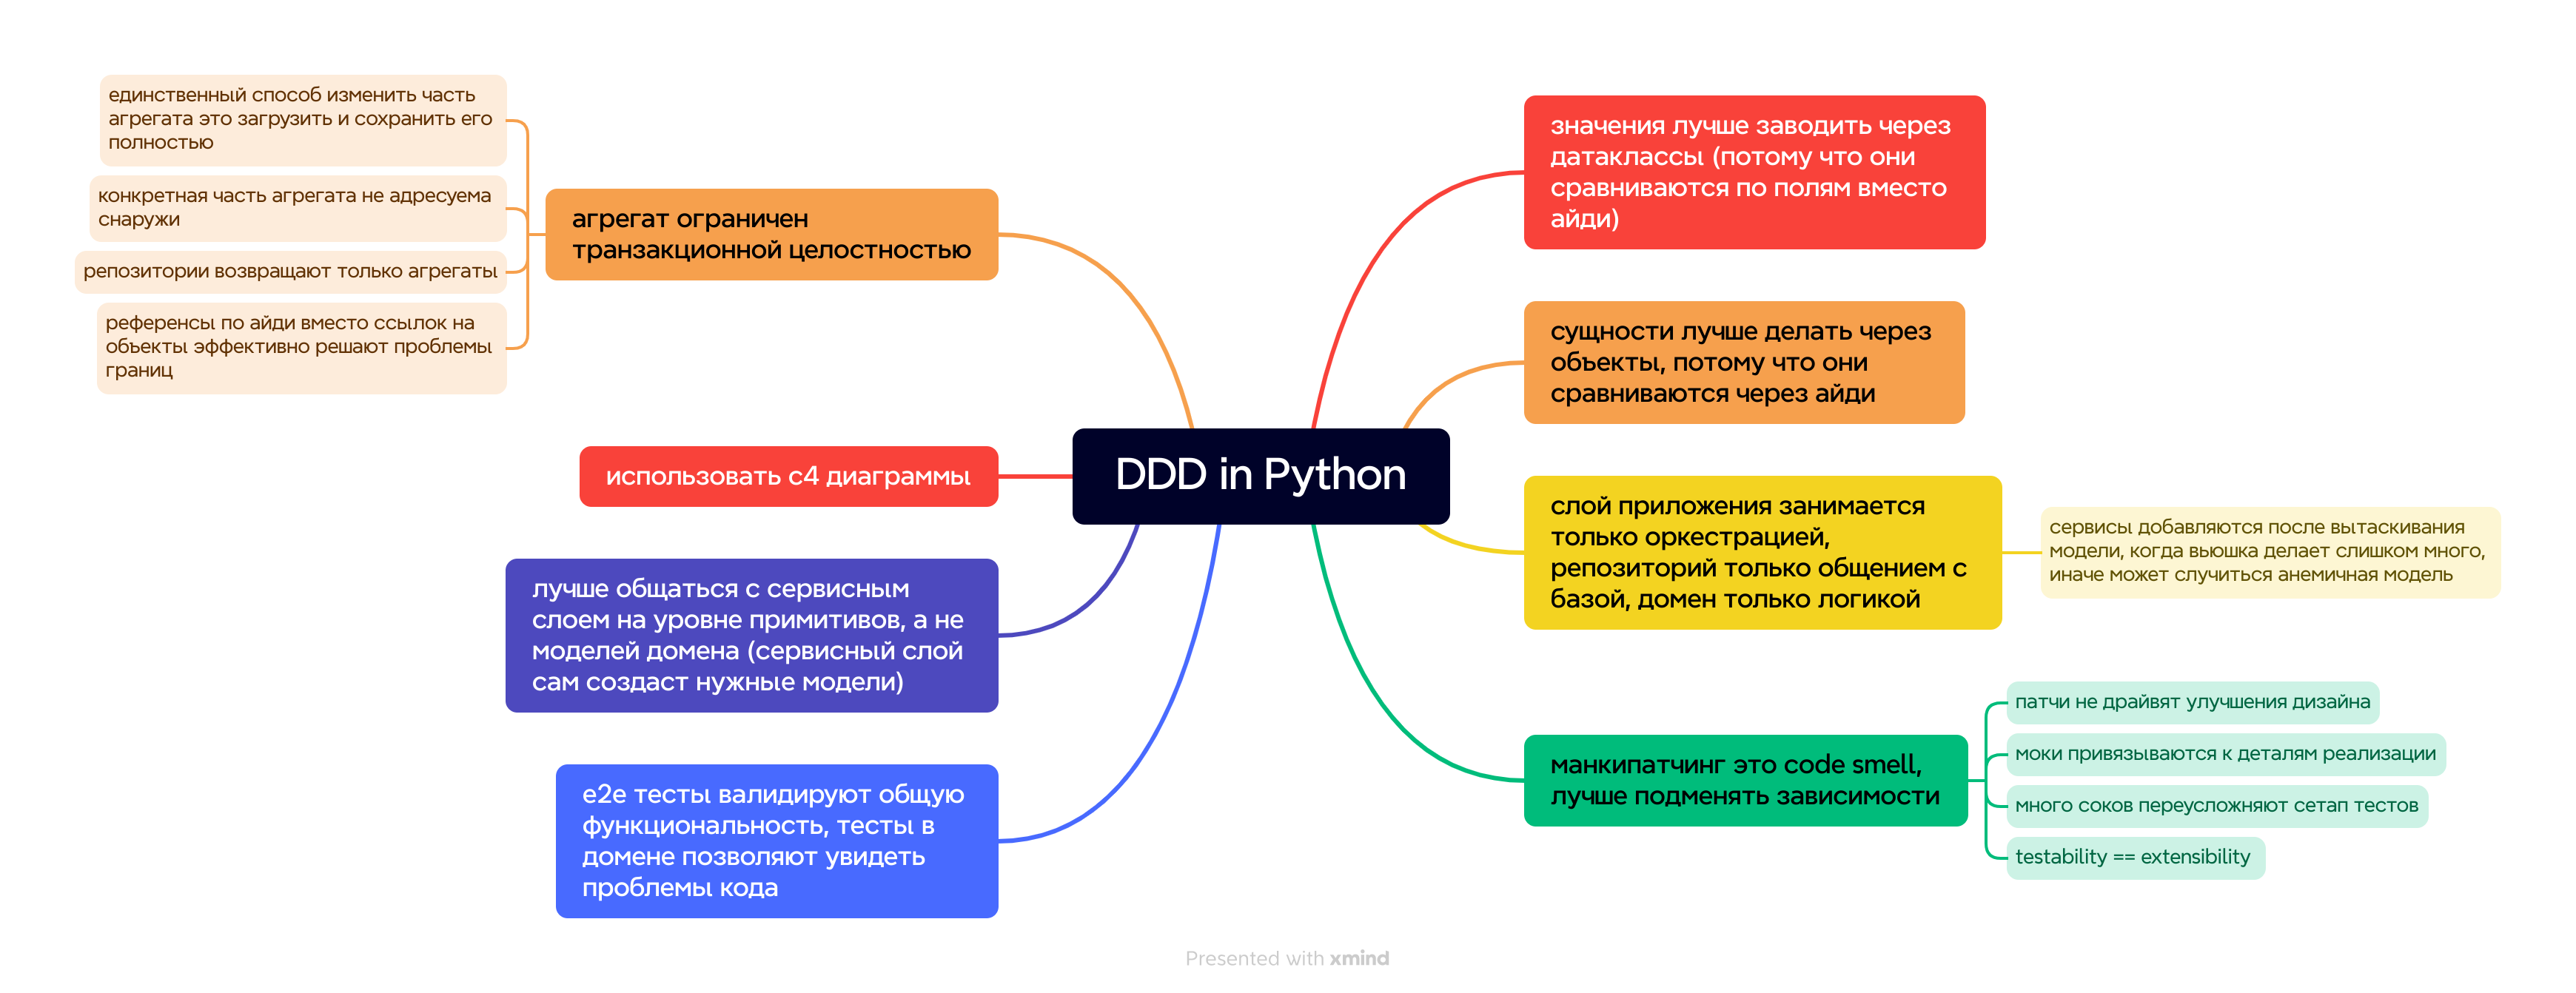 DDD in Python
значения лучше заводить через
датаклассы (потому что они
сравниваются по полям вместо
айди)
сущности лучше делать через
объекты, потому что они
сравниваются через айди
слой приложения занимается
только оркестрацией,
репозиторий только общением с
базой, домен только логикой
сервисы добавляются после вытаскивания
модели, когда вьюшка делает слишком много,
иначе может случиться анемичная модель
манкипатчинг это code smell,
лучше подменять зависимости
патчи не драйвят улучшения дизайна
моки привязываются к деталям реализации
много соков переусложняют сетап тестов
testability == extensibility
e2e тесты валидируют общую
функциональность, тесты в
домене позволяют увидеть
проблемы кода
лучше общаться с сервисным
слоем на уровне примитивов, а не
моделей домена (сервисный слой
сам создаст нужные модели)
использовать c4 диаграммы
агрегат ограничен
транзакционной целостностью
единственный способ изменить часть
агрегата это загрузить и сохранить его
полностью
конкретная часть агрегата не адресуема
снаружи
репозитории возвращают только агрегаты
референсы по айди вместо ссылок на
объекты эффективно решают проблемы
границ
Presented with xmind